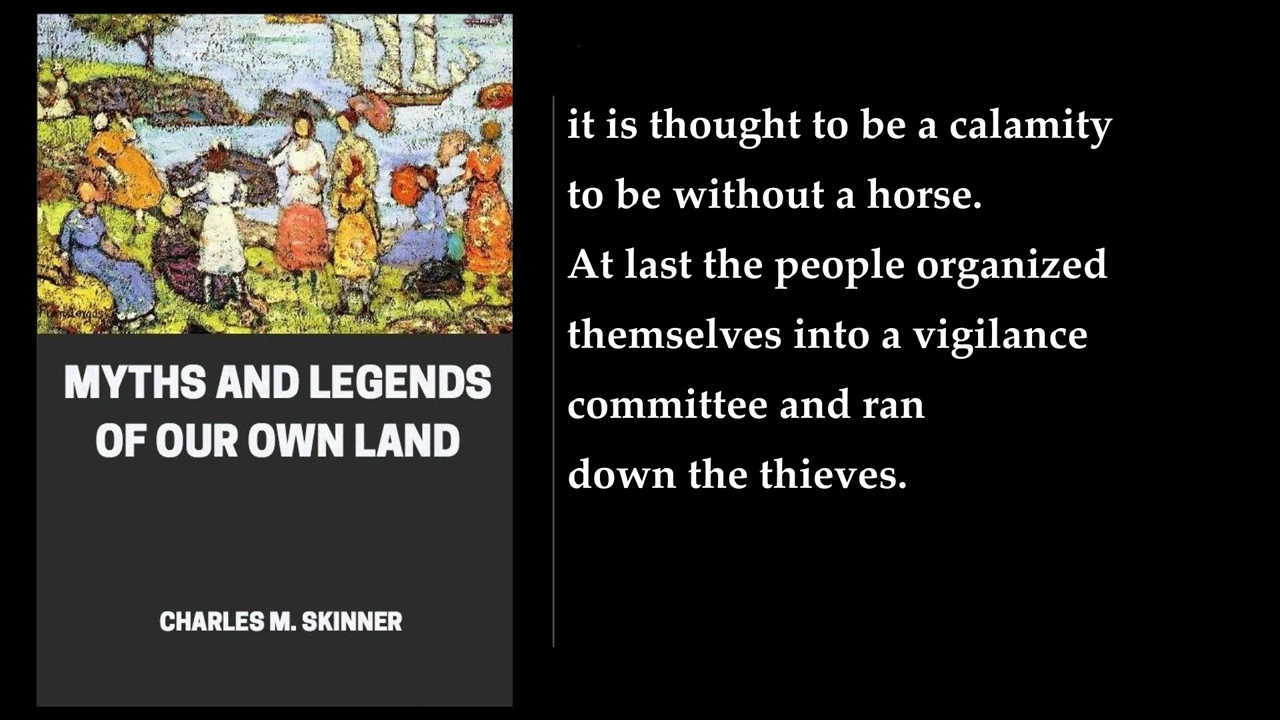 MYTHS AND LEGENDS
OF OUR OWN LAND
CHARLES M. SKINNER
it is thought to be a calamity
to be without a horse.
At last the people organized
themselves into a vigilance
committee and ran
down the thieves.